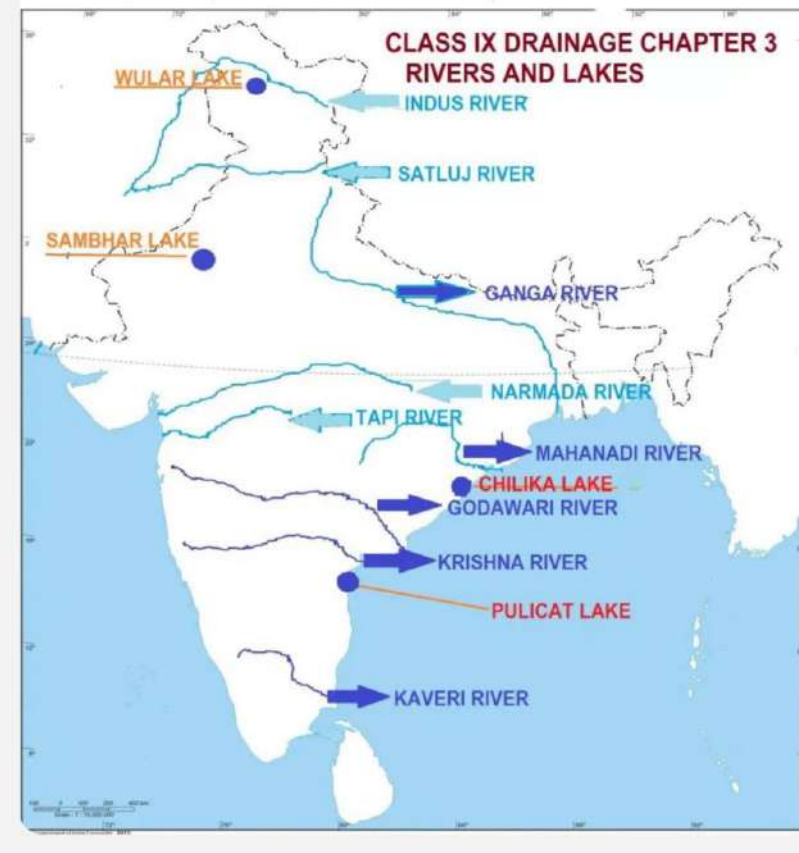 CLASS IX DRAINAGE CHAPTER 3
RIVERS AND LAKES
WULAR LAKE
INDUS RIVER
SATLUJ RIVER
SAMBHAR LAKE
GANGA RIVER
NARMADA RIVER
TAPI RIVER
MAHANADI RIVER
CHILIKA LAKE
GODAWARI RIVER
KRISHNA RIVER
PULICAT LAKE
KAVERI RIVER